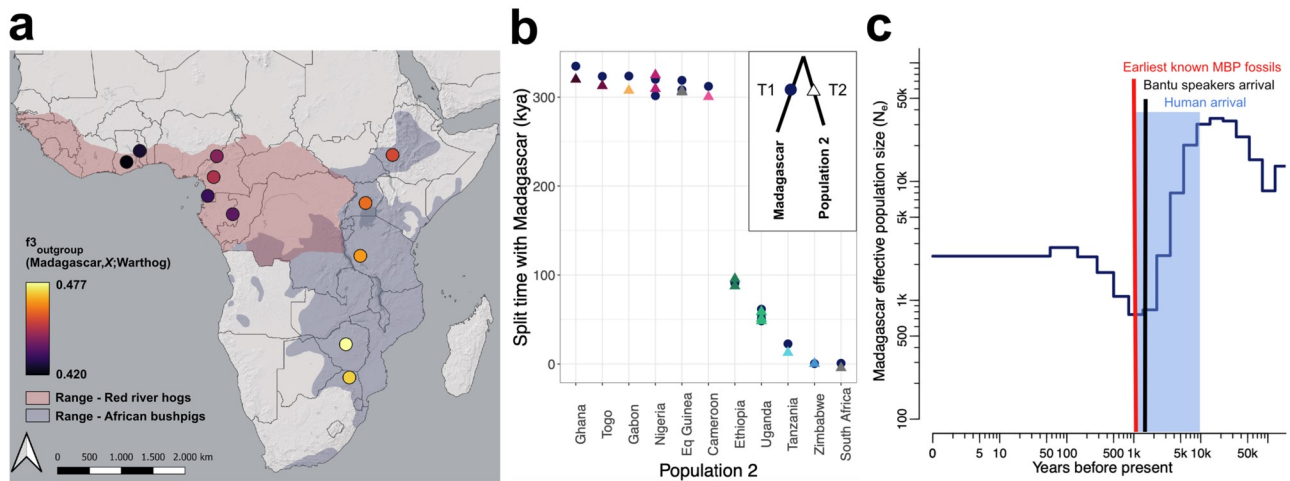 a
f3outgroup
(Madagascar,X;Warthog)
0.477
0.420
Range - Red river hogs
Range - African bushpigs
0 500 1.000 2.000 km
b
Split time with Madagascar (kya)
300
200
100
0
T1
T2
Madagascar
Population 2
Ghana
Togo
Gabon
Nigeria
Eq Guinea
Cameroon
Ethiopia
Uganda
Tanzania
Zimbabwe
South Africa
Population 2
c
Earliest known MBP fossils
Bantu speakers arrival
Human arrival
Madagascar effective population size (Ne)
50k
10k
5k
1k
500
100
0 5 10 50 100 500 1k 5k 10k 50k
Years before present